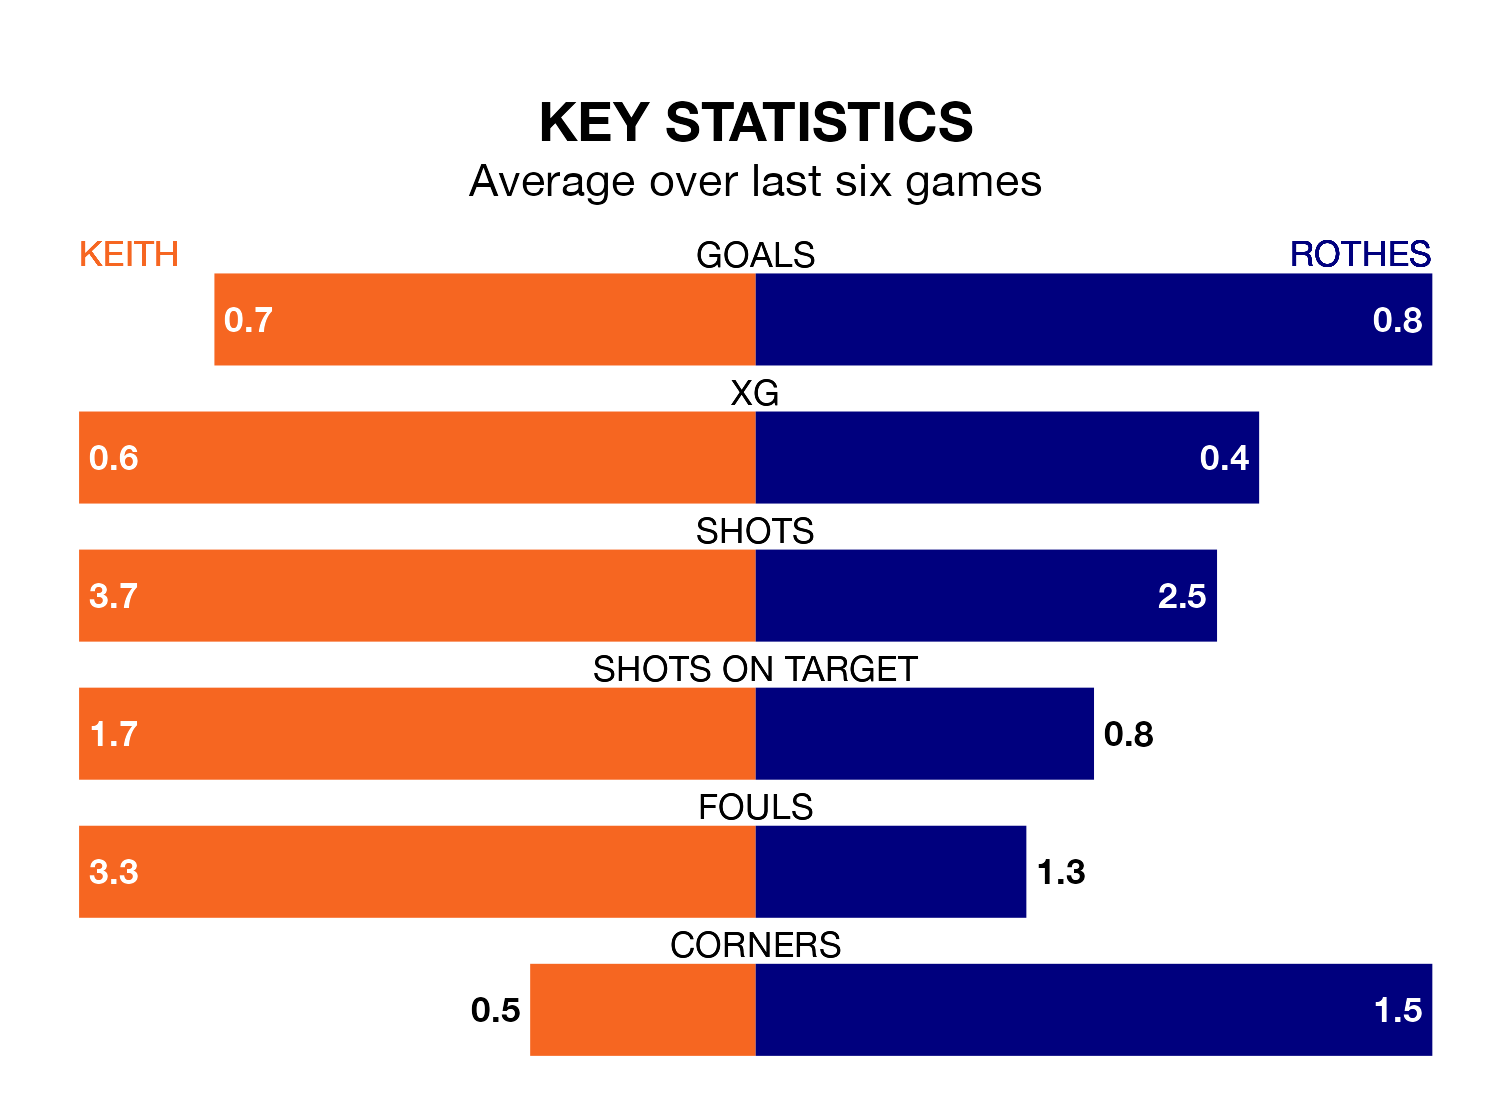 KEY STATISTICS
Average over last six games
KEITH GOALS ROTHES
0.7 0.8
XG
0.6 0.4
SHOTS
3.7 2.5
SHOTS ON TARGET
1.7 0.8
FOULS
3.3 1.3
CORNERS
0.5 1.5